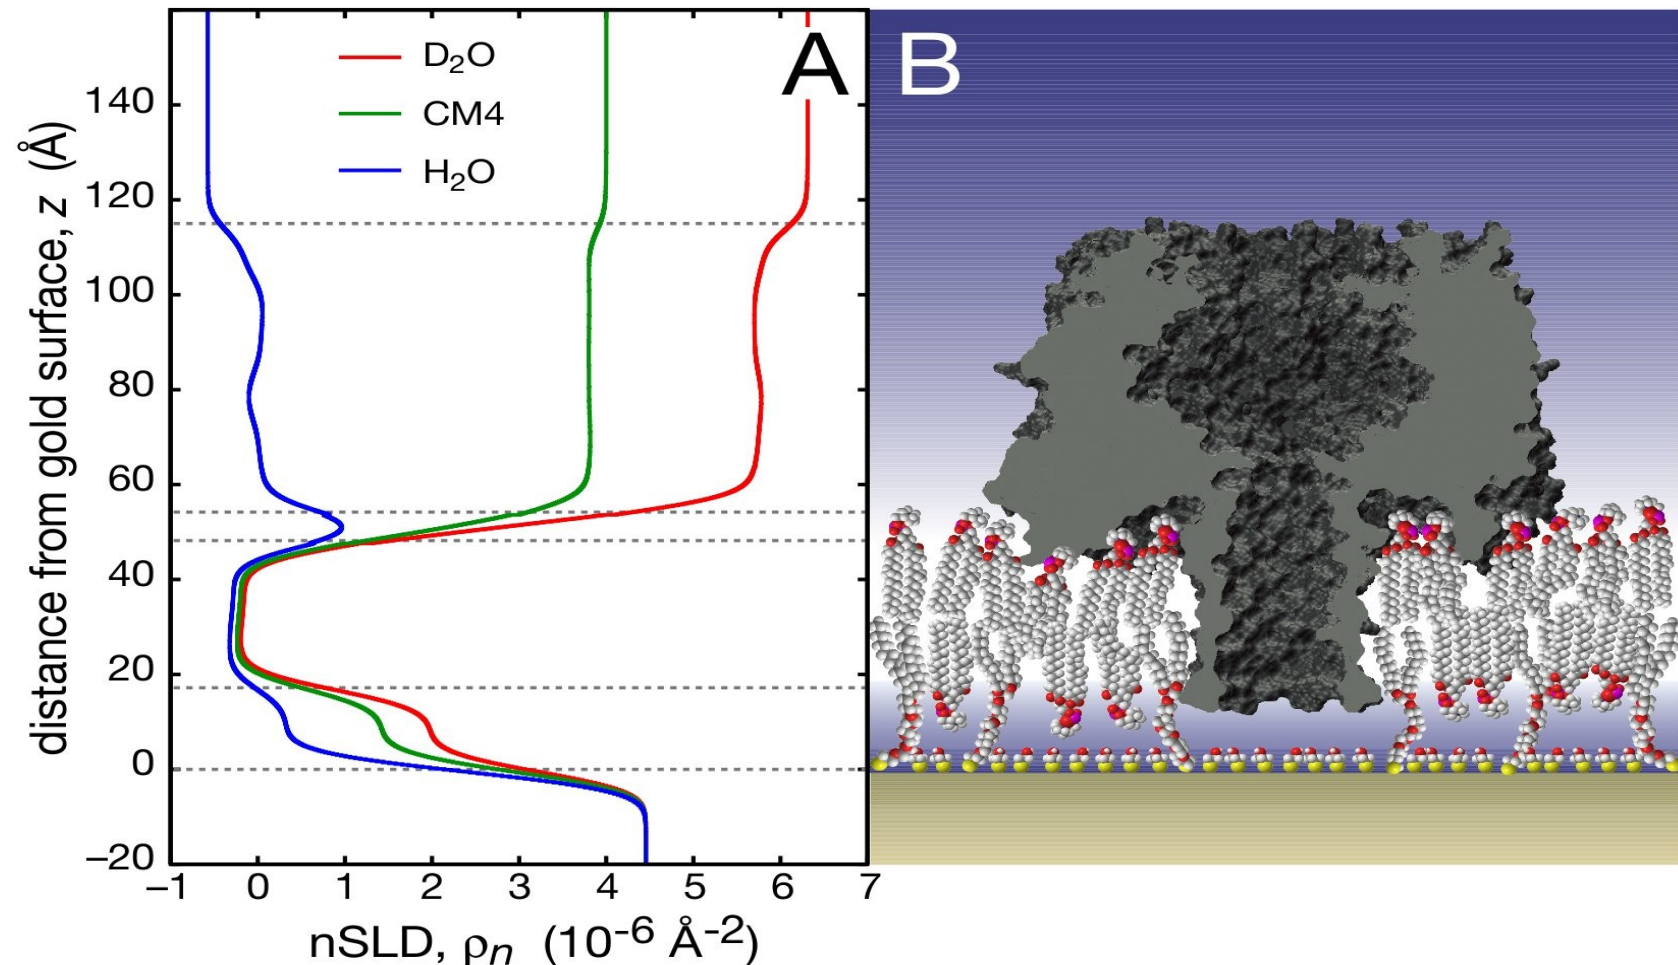 A
B
D₂O
CM4
H₂O
140
120
100
80
60
40
20
0
–20
–1 0 1 2 3 4 5 6 7
distance from gold surface, z (Å)
nSLD, ρₙ (10⁻⁶ Å⁻²)